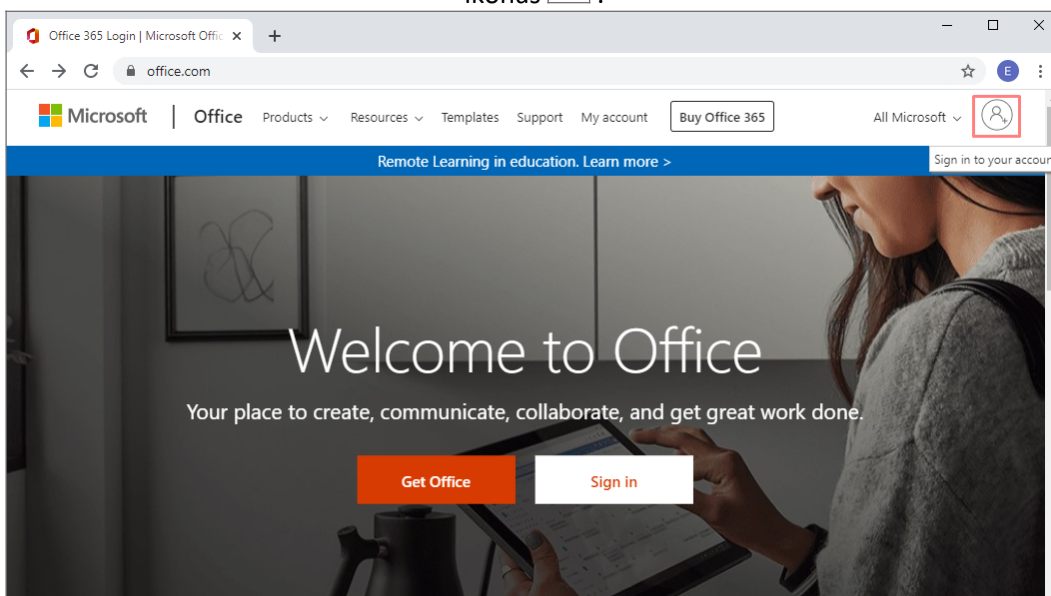 ikonas .
Office 365 Login | Microsoft Offic
office.com
E
Microsoft | Office Products Resources Templates Support My account Buy Office 365 All Microsoft
Remote Learning in education. Learn more >
Sign in to your accoun
Welcome to Office
Your place to create, communicate, collaborate, and get great work done.
Get Office Sign in